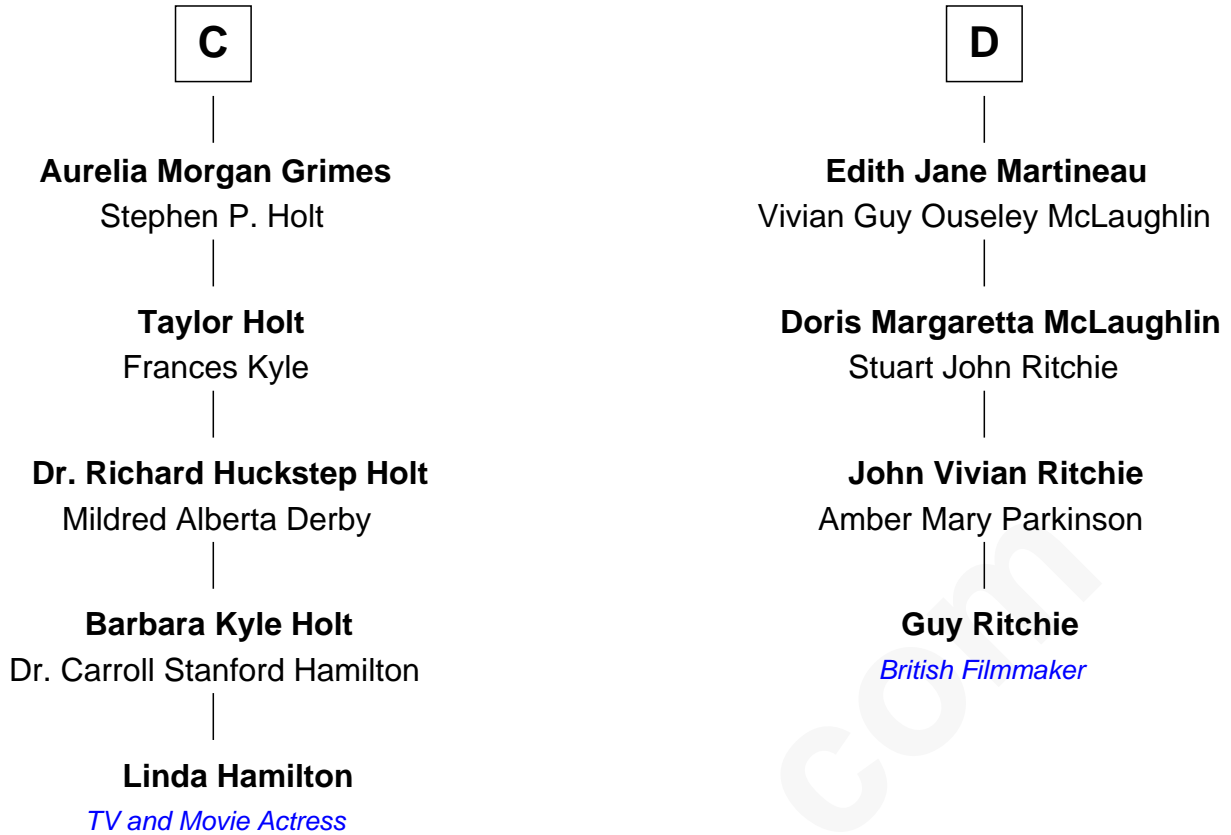 C
Aurelia Morgan Grimes
Stephen P. Holt
Taylor Holt
Frances Kyle
Dr. Richard Huckstep Holt
Mildred Alberta Derby
Barbara Kyle Holt
Dr. Carroll Stanford Hamilton
Linda Hamilton
TV and Movie Actress
D
Edith Jane Martineau
Vivian Guy Ouseley McLaughlin
Doris Margaretta McLaughlin
Stuart John Ritchie
John Vivian Ritchie
Amber Mary Parkinson
Guy Ritchie
British Filmmaker
com